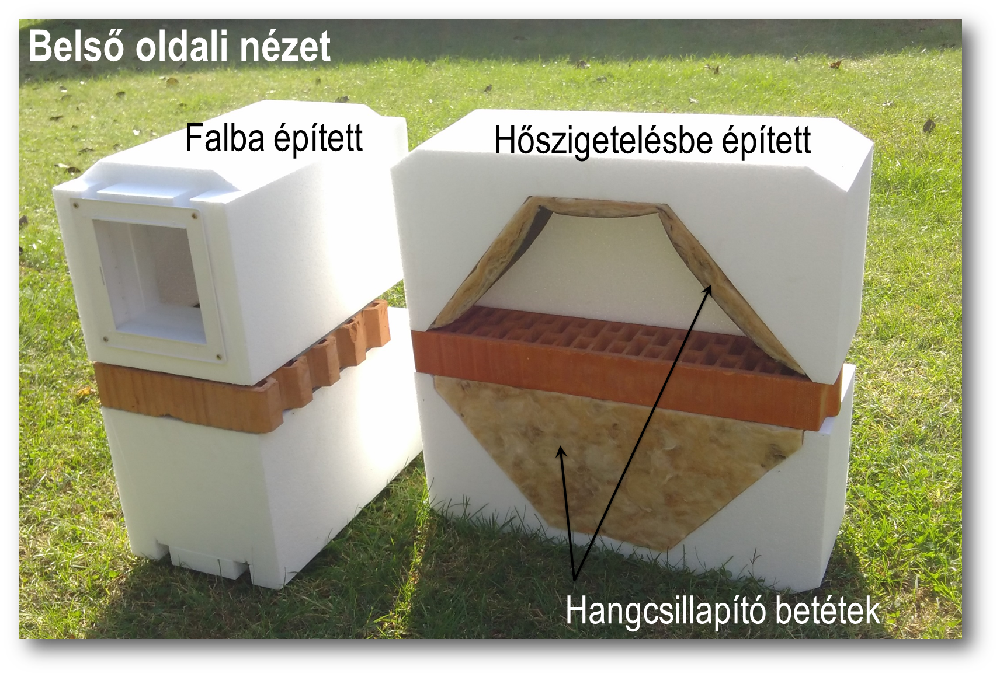 Belső oldali nézet
Falba épített
Hőszigetelésbe épített
Hangcsillapító betétek